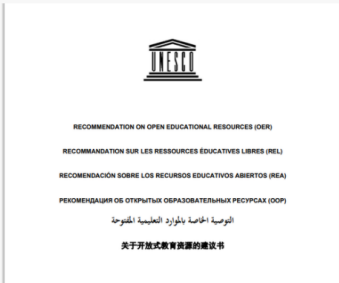 UNESCO
RECOMMENDATION ON OPEN EDUCATIONAL RESOURCES (OER)
RECOMMANDATION SUR LES RESSOURCES ÉDUCATIVES LIBRES (REL)
RECOMENDACIÓN SOBRE LOS RECURSOS EDUCATIVOS ABIERTOS (REA)
РЕКОМЕНДАЦИЯ ОБ ОТКРЫТЫХ ОБРАЗОВАТЕЛЬНЫХ РЕСУРСАХ (ООР)
التوصية الخاصة بالموارد التعليمية المفتوحة
关于开放式教育资源的建议书